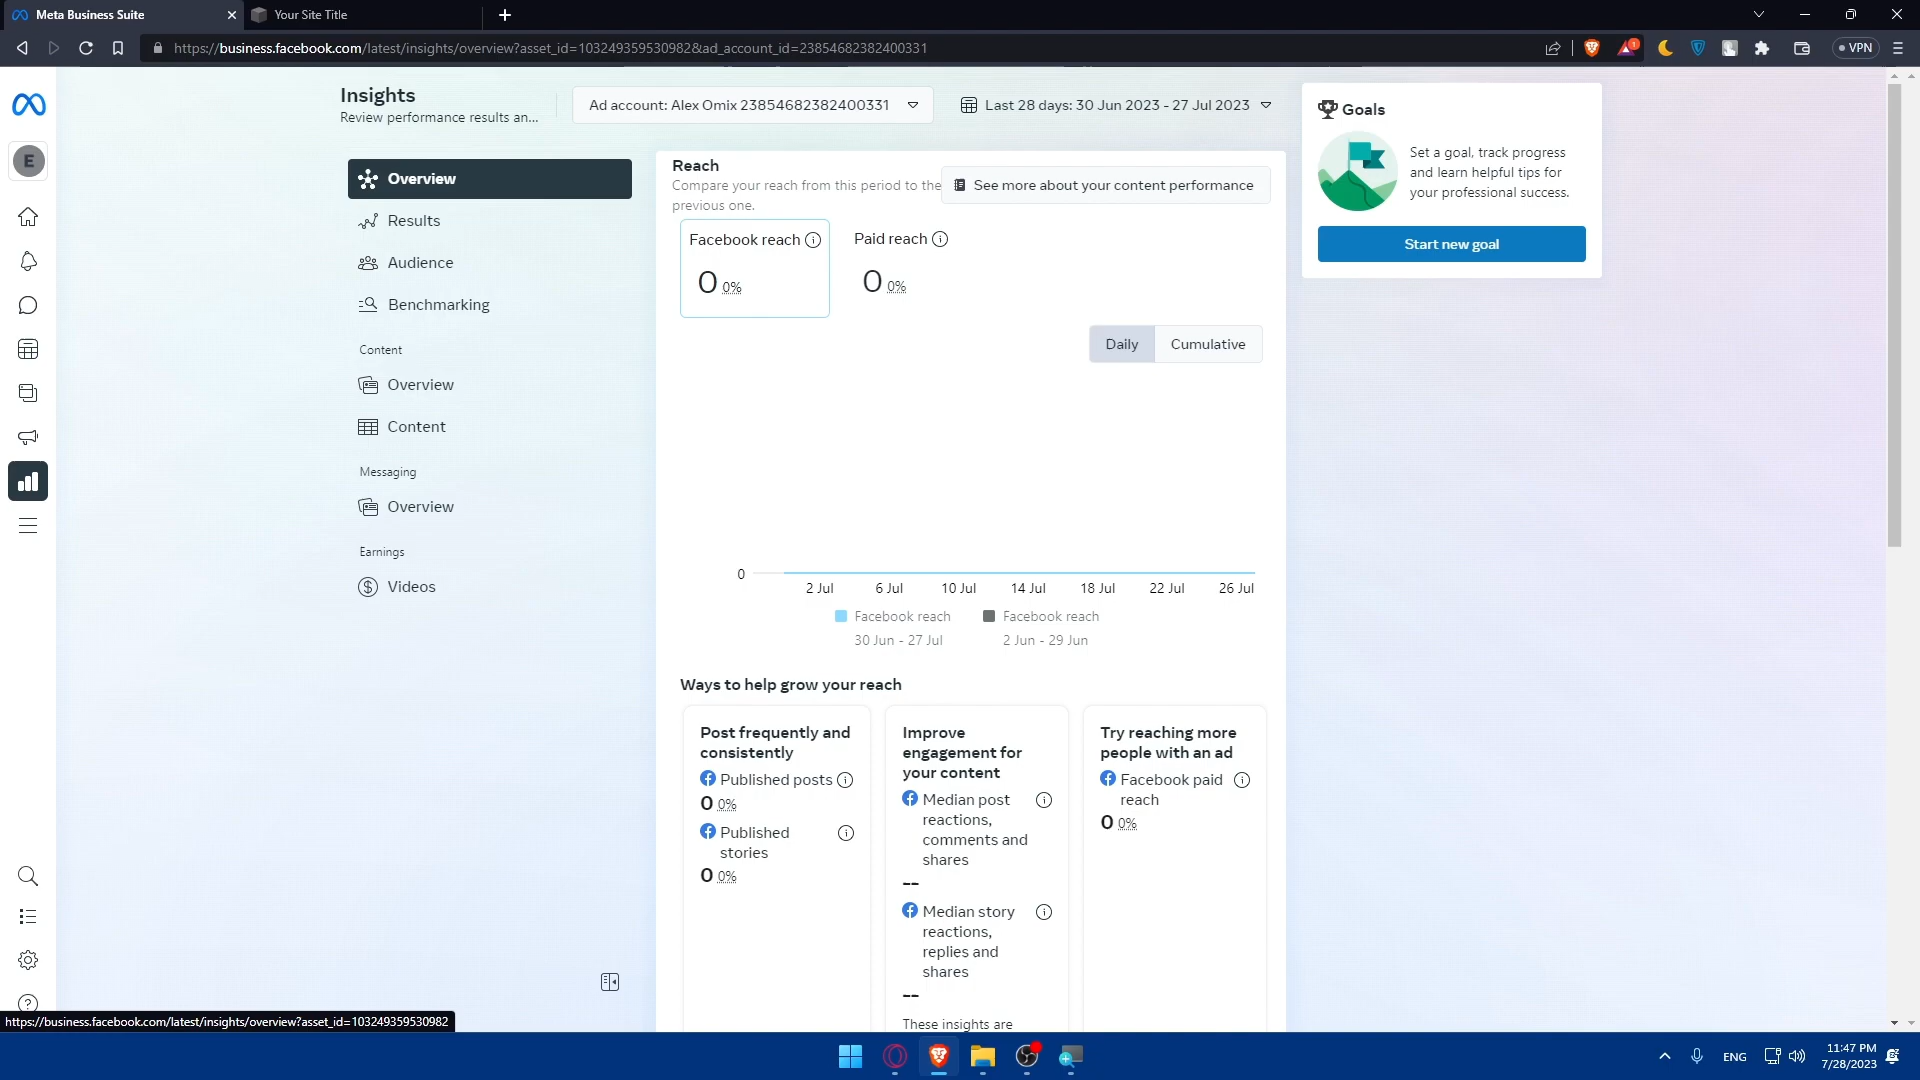 Meta Business Suite
Your Site Title
https://business.facebook.com/latest/insights/overview?asset_id=103249359530982&ad_account_id=23854682382400331
1
VPN
Insights
Review performance results an...
Ad account: Alex Omix 23854682382400331
Last 28 days: 30 Jun 2023 - 27 Jul 2023
Goals
Set a goal, track progress
and learn helpful tips for
your professional success.
Start new goal
E
Overview
Results
Audience
Benchmarking
Content
Overview
Content
Messaging
Overview
Earnings
Videos
Reach
Compare your reach from this period to the
previous one.
See more about your content performance
Facebook reach
0 0%
Paid reach
0 0%
Daily
Cumulative
0
2 Jul 6 Jul 10 Jul 14 Jul 18 Jul 22 Jul 26 Jul
Facebook reach
30 Jun - 27 Jul
Facebook reach
2 Jun - 29 Jun
Ways to help grow your reach
Post frequently and
consistently
Published posts
0 0%
Published
stories
0 0%
Improve
engagement for
your content
Median post
reactions,
comments and
shares
--
Median story
reactions,
replies and
shares
--
These insights are
Try reaching more
people with an ad
Facebook paid
reach
0 0%
https://business.facebook.com/latest/insights/overview?asset_id=103249359530982
ENG
11:47 PM
7/28/2023